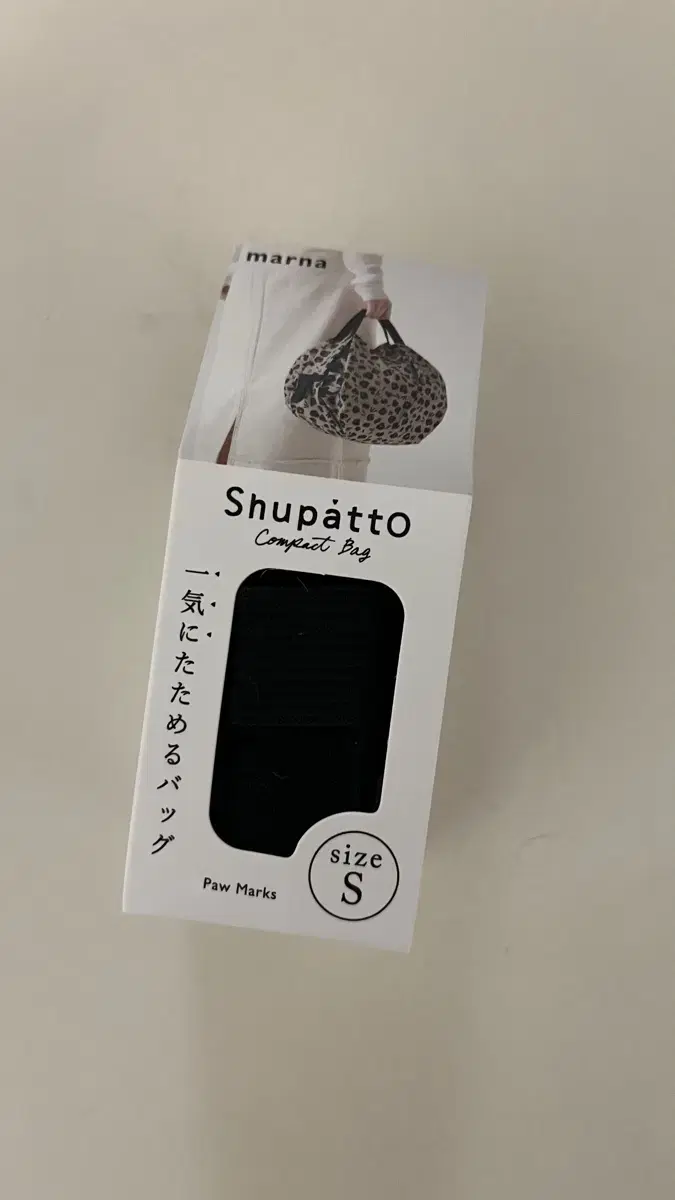 marna
Shupatto
Compact Bag
一気にたためるバッグ
Paw Marks
size
S